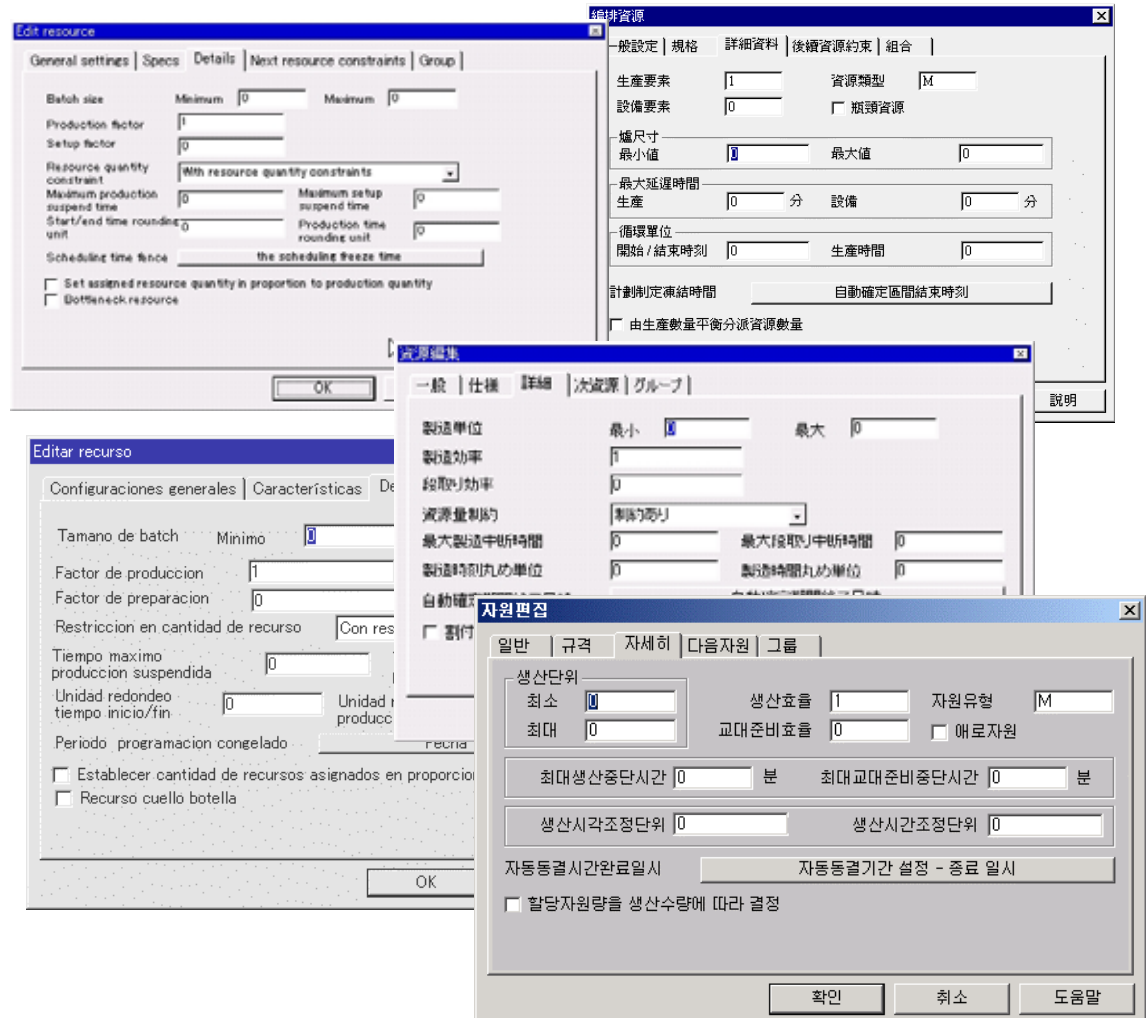 Edit resource
General settings Specs Details Next resource constraints Group
Batch size Minimum 0 Maximum 0
Production factor 1
Setup factor 0
Resource quantity constraint With resource quantity constraints
Maximum production suspend time 0 Maximum setup suspend time 0
Start/end time rounding unit 0 Production time rounding unit 0
Scheduling time fence the scheduling freeze time
Set assigned resource quantity in proportion to production quantity
Bottleneck resource
OK
編排資源
一般設定 規格 詳細資料 後續資源約束 組合
生產要素 1 資源類型 M
設備要素 0 瓶頸資源
爐尺寸
最小值 0 最大值 0
最大延遲時間
生產 0 分 設備 0 分
循環單位
開始/結束時刻 0 生產時間 0
計劃制定凍結時間 自動確定區間結束時刻
由生產數量平衡分派資源數量
說明
資源編集
一般 仕様 詳細 次資源 グループ
製造単位 最小 0 最大 0
製造効率 1
段取り効率 0
資源量制約 制約あり
最大製造中断時間 0 最大段取り中断時間 0
製造時刻丸め単位 0 製造時間丸め単位 0
自動確定
割付
Editar recurso
Configuraciones generales Características De
Tamano de batch Minimo 0
Factor de produccion 1
Factor de preparacion 0
Restriccion en cantidad de recurso Con res
Tiempo maximo produccion suspendida 0
Unidad redondeo tiempo inicio/fin 0 Unidad r producc
Periodo programacion congelado Fecha
Establecer cantidad de recursos asignados en proporcion
Recurso cuello botella
OK
자원편집
일반 규격 자세히 다음자원 그룹
생산단위
최소 0 생산효율 1 자원유형 M
최대 0 교대준비효율 0 애로자원
최대생산중단시간 0 분 최대교대준비중단시간 0 분
생산시각조정단위 0 생산시간조정단위 0
자동동결시간완료일시 자동동결기간 설정 - 종료 일시
할당자원량을 생산수량에 따라 결정
확인 취소 도움말